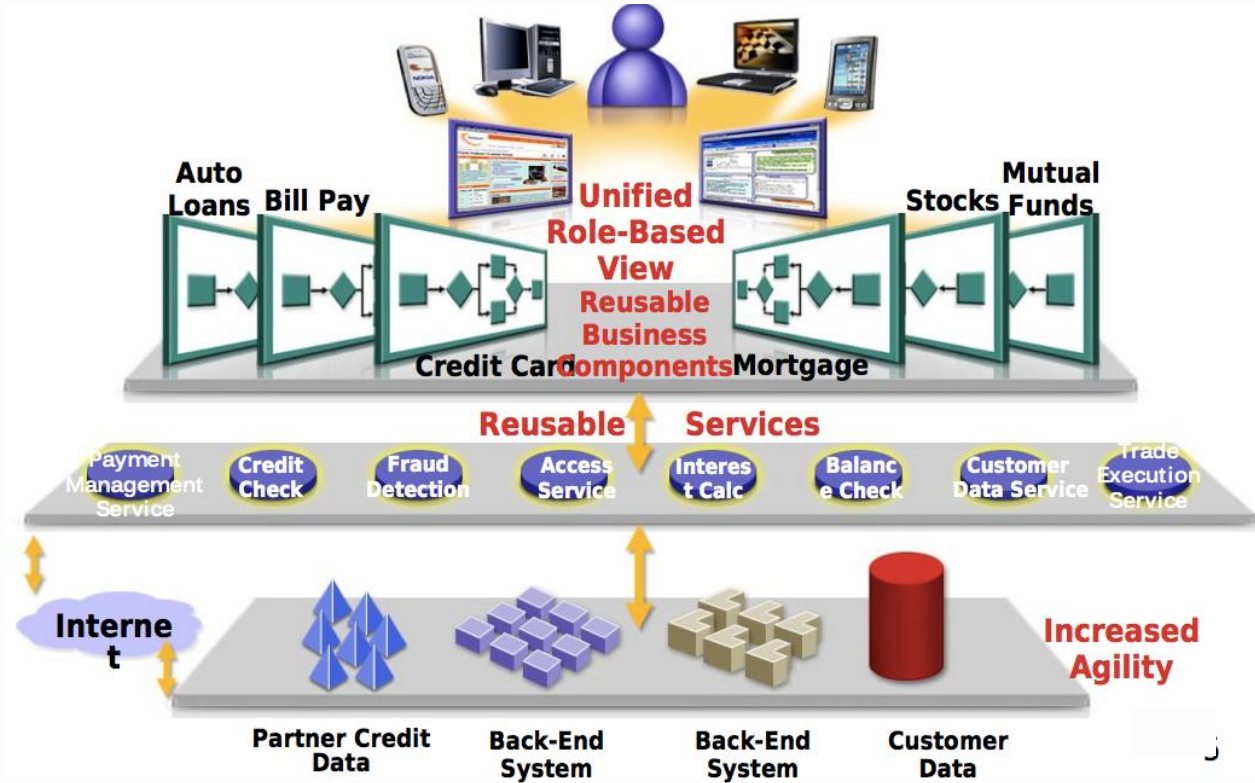 NOKIA
Auto
Loans
Bill Pay
Unified
Role-Based
View
Stocks
Mutual
Funds
Reusable
Business
Components
Credit Card
Mortgage
Reusable
Services
Payment
Management
Service
Credit
Check
Fraud
Detection
Access
Service
Interes
t Calc
Balanc
e Check
Customer
Data Service
Trade
Execution
Service
Interne
t
Increased
Agility
Partner Credit
Data
Back-End
System
Back-End
System
Customer
Data